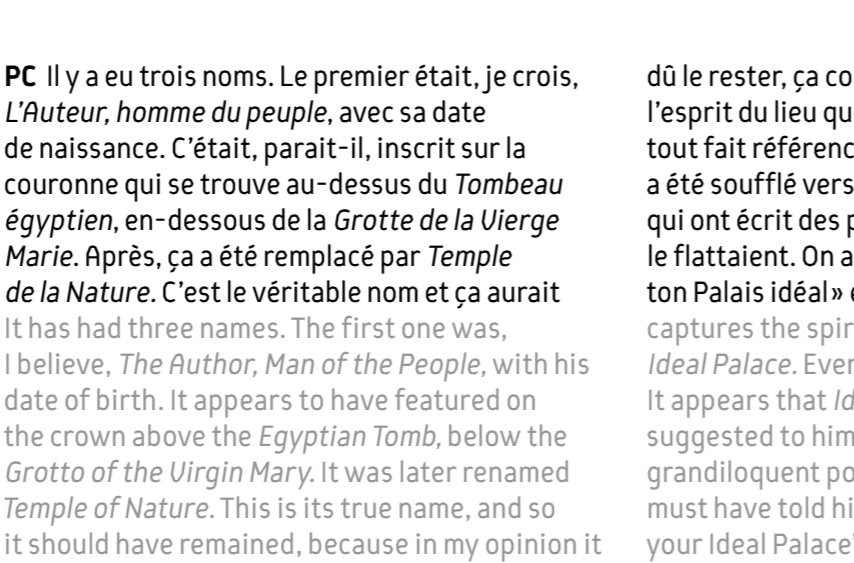 PC Il y a eu trois noms. Le premier était, je crois,
L'Auteur, homme du peuple, avec sa date
de naissance. C'était, parait-il, inscrit sur la
couronne qui se trouve au-dessus du Tombeau
égyptien, en-dessous de la Grotte de la Vierge
Marie. Après, ça a été remplacé par Temple
de la Nature. C'est le véritable nom et ça aurait
It has had three names. The first one was,
I believe, The Author, Man of the People, with his
date of birth. It appears to have featured on
the crown above the Egyptian Tomb, below the
Grotto of the Virgin Mary. It was later renamed
Temple of Nature. This is its true name, and so
it should have remained, because in my opinion it
dû le rester, ça
l'esprit du lieu
tout fait
a été soufflé vers
qui ont écrit des
le flattaient. On
ton Palais idéal»
captures the
Ideal Palace.
It appears that
suggested to him
grandiloquent
must have told
your Ideal Palace'